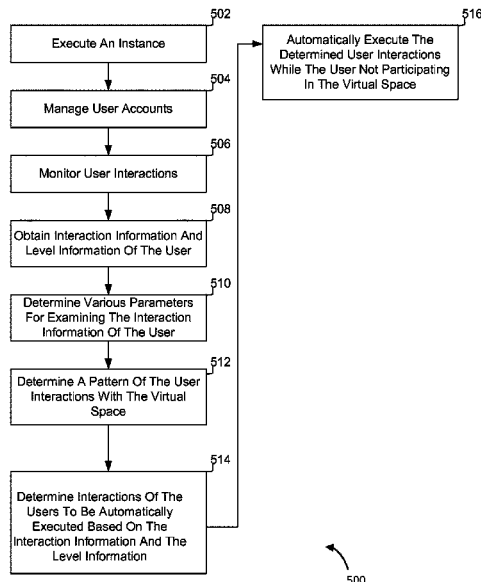 502
Execute An Instance
504
Manage User Accounts
506
Monitor User Interactions
508
Obtain Interaction Information And
Level Information Of The User
510
Determine Various Parameters
For Examining The Interaction
Information Of The User
512
Determine A Pattern Of The User
Interactions With The Virtual
Space
514
Determine Interactions Of The
Users To Be Automatically
Executed Based On The
Interaction Information And The
Level Information
516
Automatically Execute The
Determined User Interactions
While The User Not Participating
In The Virtual Space
500